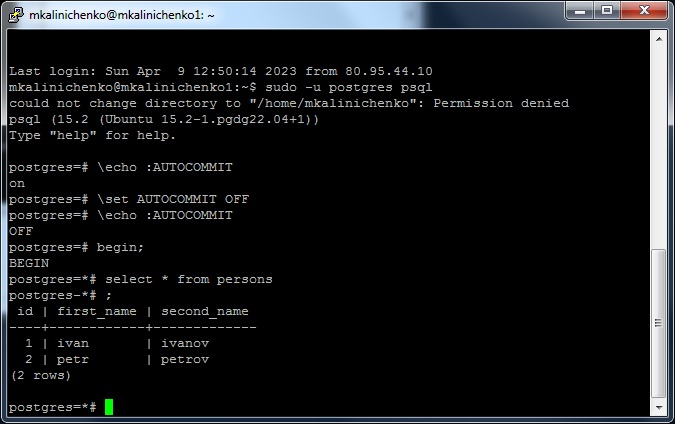 mkalinichenko@mkalinichenko1: ~
Last login: Sun Apr  9 12:50:14 2023 from 80.95.44.10
mkalinichenko@mkalinichenko1:~$ sudo -u postgres psql
could not change directory to "/home/mkalinichenko": Permission denied
psql (15.2 (Ubuntu 15.2-1.pgdg22.04+1))
Type "help" for help.
postgres=# \echo :AUTOCOMMIT
on
postgres=# \set AUTOCOMMIT OFF
postgres=# \echo :AUTOCOMMIT
OFF
postgres=# begin;
BEGIN
postgres=*# select * from persons
postgres-*# ;
 id | first_name | second_name
----+------------+-------------
  1 | ivan       | ivanov
  2 | petr       | petrov
(2 rows)
postgres=*#